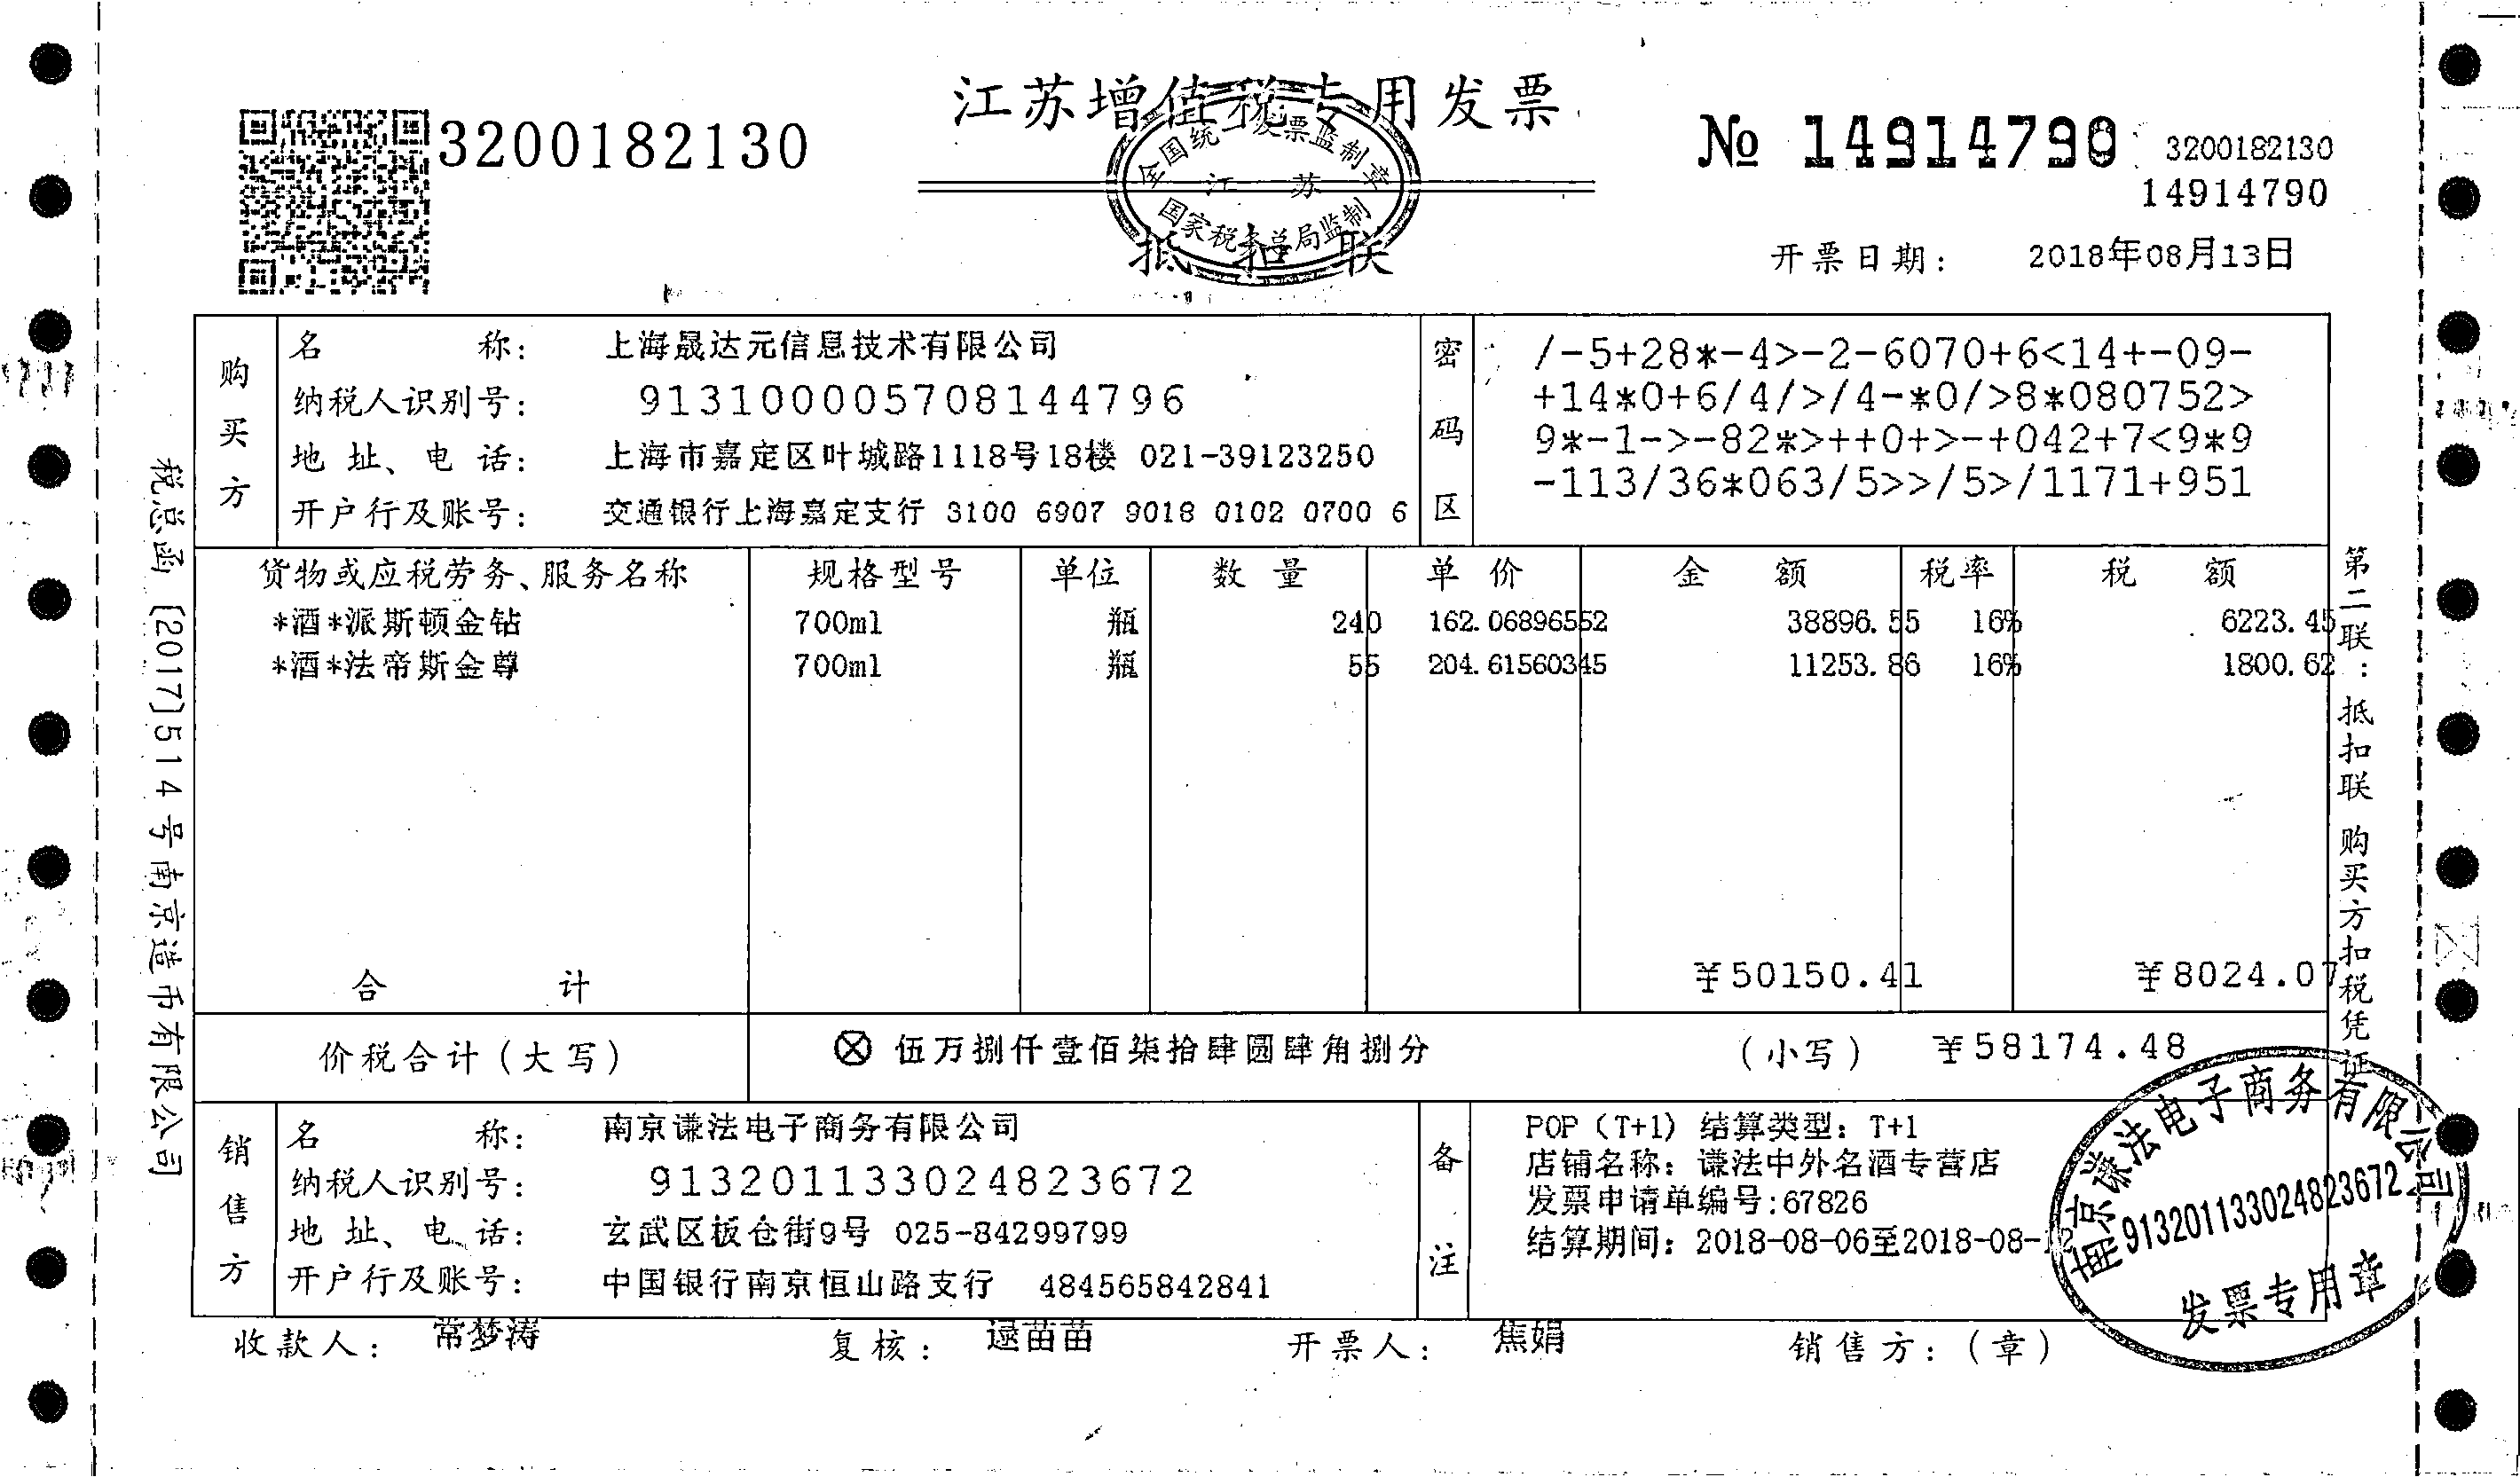 江苏增值税专用发票
3200182130
№ 14914790
3200182130
14914790
全国统一发票监制章
江 苏
国家税务总局监制
抵 扣 联
开票日期: 2018年08月13日
购买方
名 称: 上海晟达元信息技术有限公司
纳税人识别号: 913100005708144796
地 址、电 话: 上海市嘉定区叶城路1118号18楼 021-39123250
开户行及账号: 交通银行上海嘉定支行 3100 6907 9018 0102 0700 6
密码区
/-5+28*-4>-2-6070+6<14+-09-
+14*0+6/4/>/4-*0/>8*080752>
9*-1->-82*>++0+>-+042+7<9*9
-113/36*063/5>>/5>/1171+951
货物或应税劳务、服务名称 规格型号 单位 数 量 单 价 金 额 税率 税 额
*酒*派斯顿金钻 700ml 瓶 240 162.06896552 38896.55 16% 6223.45
*酒*法帝斯金尊 700ml 瓶 55 204.61560345 11253.86 16% 1800.62
合 计 ¥50150.41 ¥8024.07
价税合计(大写) ⊗ 伍万捌仟壹佰柒拾肆圆肆角捌分 (小写) ¥58174.48
销售方
名 称: 南京谦法电子商务有限公司
纳税人识别号: 913201133024823672
地 址、电 话: 玄武区板仓街9号 025-84299799
开户行及账号: 中国银行南京恒山路支行 484565842841
备注
POP(T+1) 结算类型: T+1
店铺名称: 谦法中外名酒专营店
发票申请单编号:67826
结算期间: 2018-08-06至2018-08-12
收款人: 常梦涛 复核: 逯苗苗 开票人: 焦娟 销售方:(章)
南京谦法电子商务有限公司
913201133024823672
发票专用章
税总函〔2017〕514号南京造币有限公司
第二联:抵扣联 购买方扣税凭证